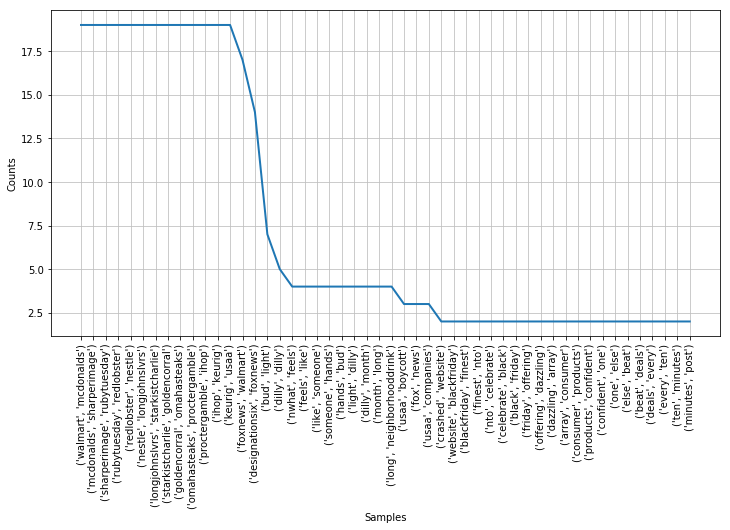 17.5
15.0
12.5
10.0
7.5
5.0
2.5
Counts
('walmart', 'mcdonalds')
('mcdonalds', 'sharperimage')
('sharperimage', 'rubytuesday')
('rubytuesday', 'redlobster')
('redlobster', 'nestle')
('nestle', 'longjohnslvrs')
('longjohnslvrs', 'starkistcharlie')
('starkistcharlie', 'goldencorral')
('goldencorral', 'omahasteaks')
('omahasteaks', 'proctergamble')
('proctergamble', 'ihop')
('ihop', 'keurig')
('keurig', 'usaa')
('foxnews', 'walmart')
('designationsix', 'foxnews')
('bud', 'light')
('dilly', 'dilly')
('nwhat', 'feels')
('feels', 'like')
('like', 'someone')
('someone', 'hands')
('hands', 'bud')
('light', 'dilly')
('dilly', 'month')
('month', 'long')
('long', 'neighborhooddrink')
('usaa', 'boycott')
('fox', 'news')
('usaa', 'companies')
('crashed', 'website')
('website', 'blackfriday')
('blackfriday', 'finest')
('finest', 'nto')
('nto', 'celebrate')
('celebrate', 'black')
('black', 'friday')
('friday', 'offering')
('offering', 'dazzling')
('dazzling', 'array')
('array', 'consumer')
('consumer', 'products')
('products', 'confident')
('confident', 'one')
('one', 'else')
('else', 'beat')
('beat', 'deals')
('deals', 'every')
('every', 'ten')
('ten', 'minutes')
('minutes', 'post')
Samples